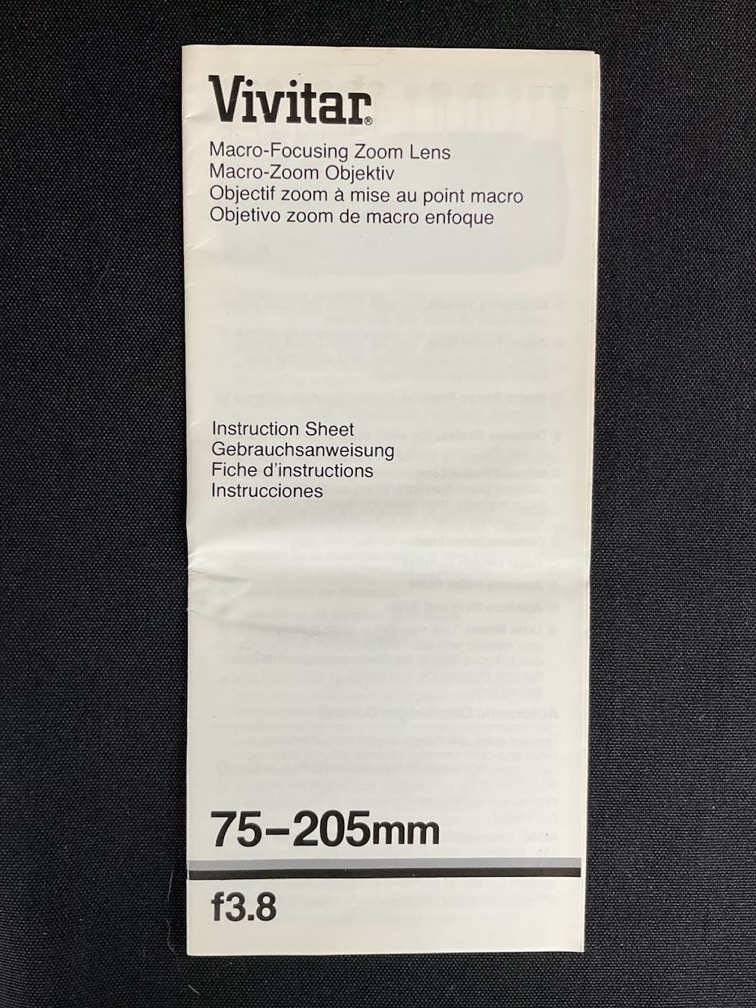 Vivitar®
Macro-Focusing Zoom Lens
Macro-Zoom Objektiv
Objectif zoom à mise au point macro
Objetivo zoom de macro enfoque
Instruction Sheet
Gebrauchsanweisung
Fiche d'instructions
Instrucciones
75–205mm
f3.8